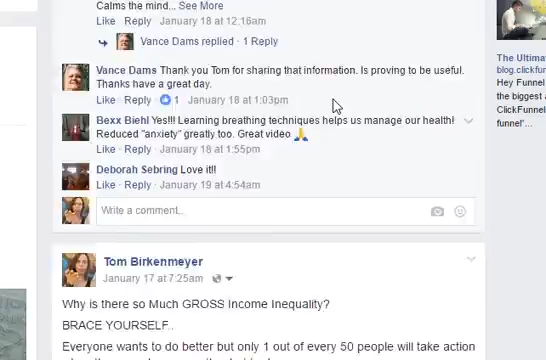 Calms the mind... See More
Like · Reply · January 18 at 12:16am
Vance Dams replied · 1 Reply
Vance Dams Thank you Tom for sharing that information. Is proving to be useful.
Thanks have a great day.
Like · Reply · 1 · January 18 at 1:03pm
Bexx Biehl Yes!!! Learning breathing techniques helps us manage our health!
Reduced "anxiety" greatly too. Great video
Like · Reply · January 18 at 1:55pm
Deborah Sebring Love it!!
Like · Reply · January 19 at 4:54am
Write a comment...
Tom Birkenmeyer
January 17 at 7:25am
Why is there so Much GROSS Income Inequality?
BRACE YOURSELF..
Everyone wants to do better but only 1 out of every 50 people will take action
The Ultima
blog.clickfu
Hey Funnel
the biggest a
ClickFunnel
funnel'...